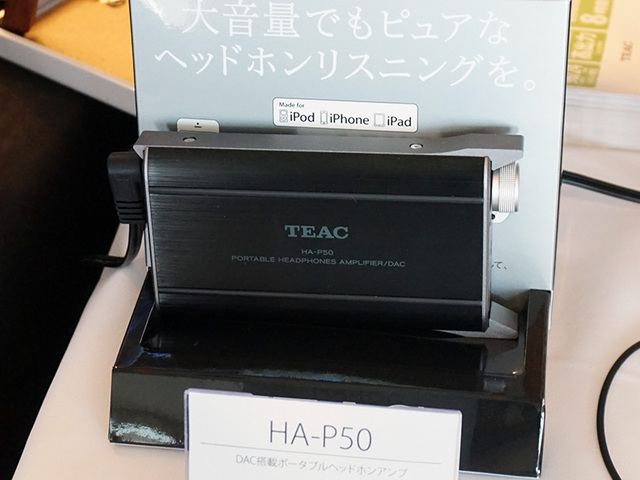 大音量でもピュアな
ヘッドホンリスニングを。
Made for
iPod iPhone iPad
TEAC
HA-P50
PORTABLE HEADPHONES AMPLIFIER/DAC
HA-P50
DAC搭載ポータブルヘッドホンアンプ
TEAC